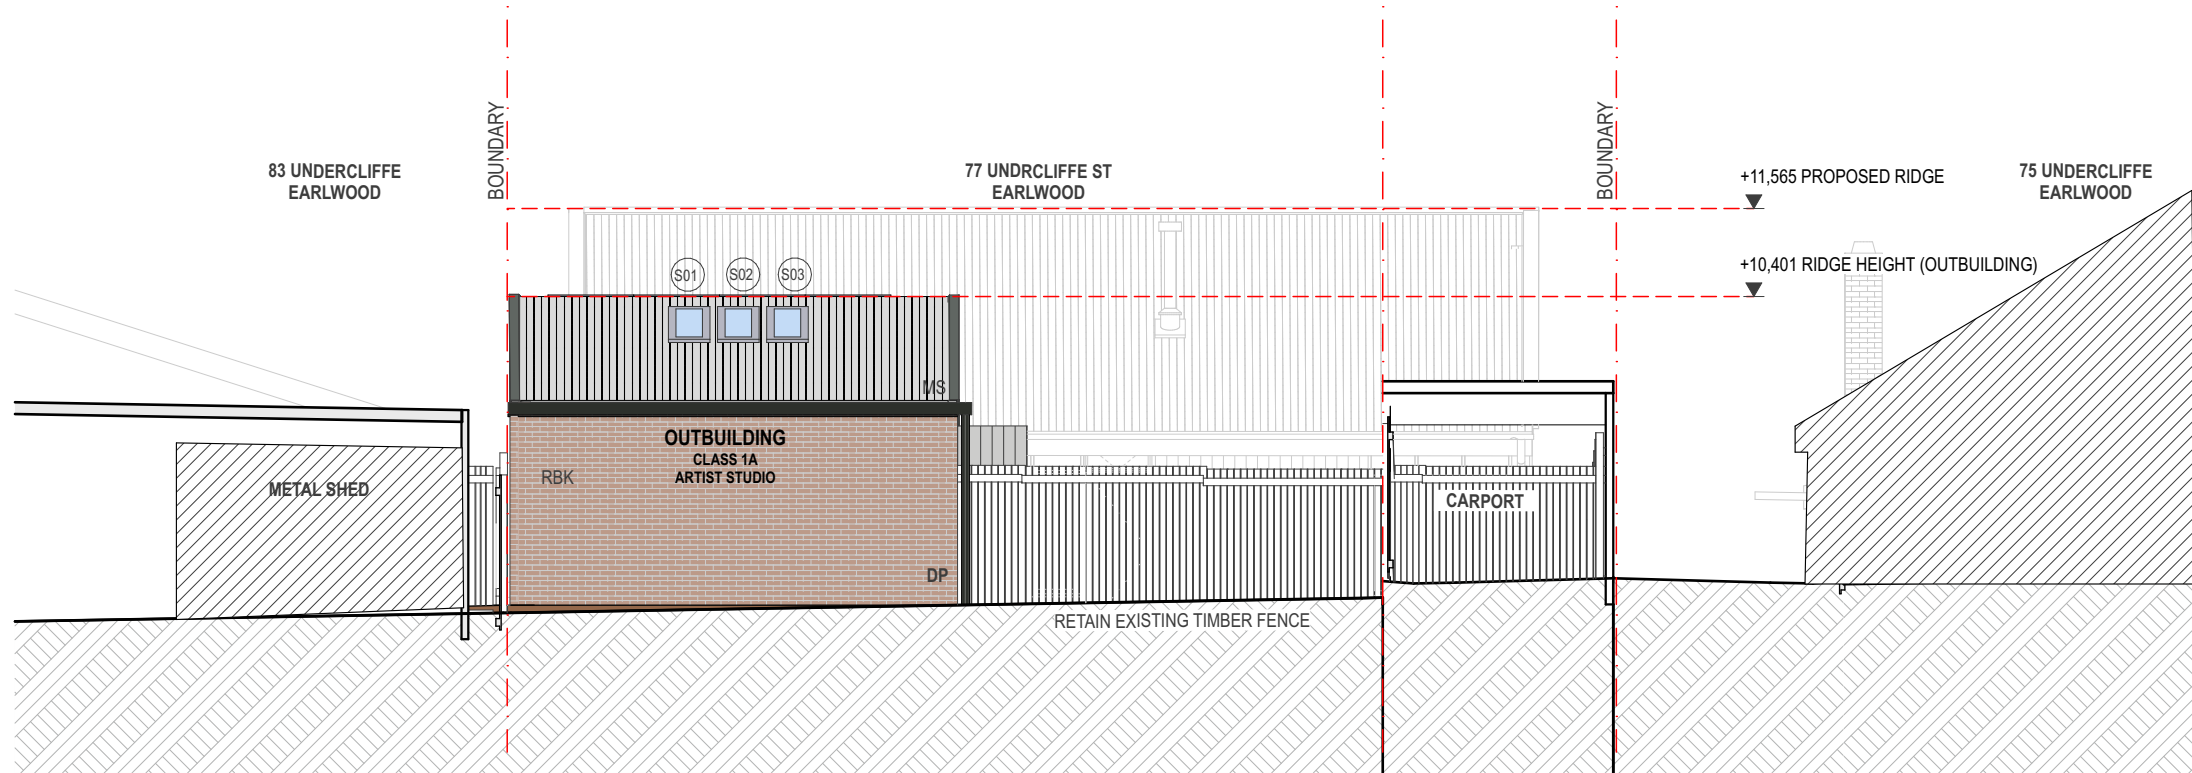 BOUNDARY
BOUNDARY
83 UNDERCLIFFE
EARLWOOD
77 UNDRCLIFFE ST
EARLWOOD
+11,565 PROPOSED RIDGE
75 UNDERCLIFFE
EARLWOOD
+10,401 RIDGE HEIGHT (OUTBUILDING)
S01
S02
S03
MS
OUTBUILDING
CLASS 1A
ARTIST STUDIO
RBK
METAL SHED
CARPORT
DP
RETAIN EXISTING TIMBER FENCE